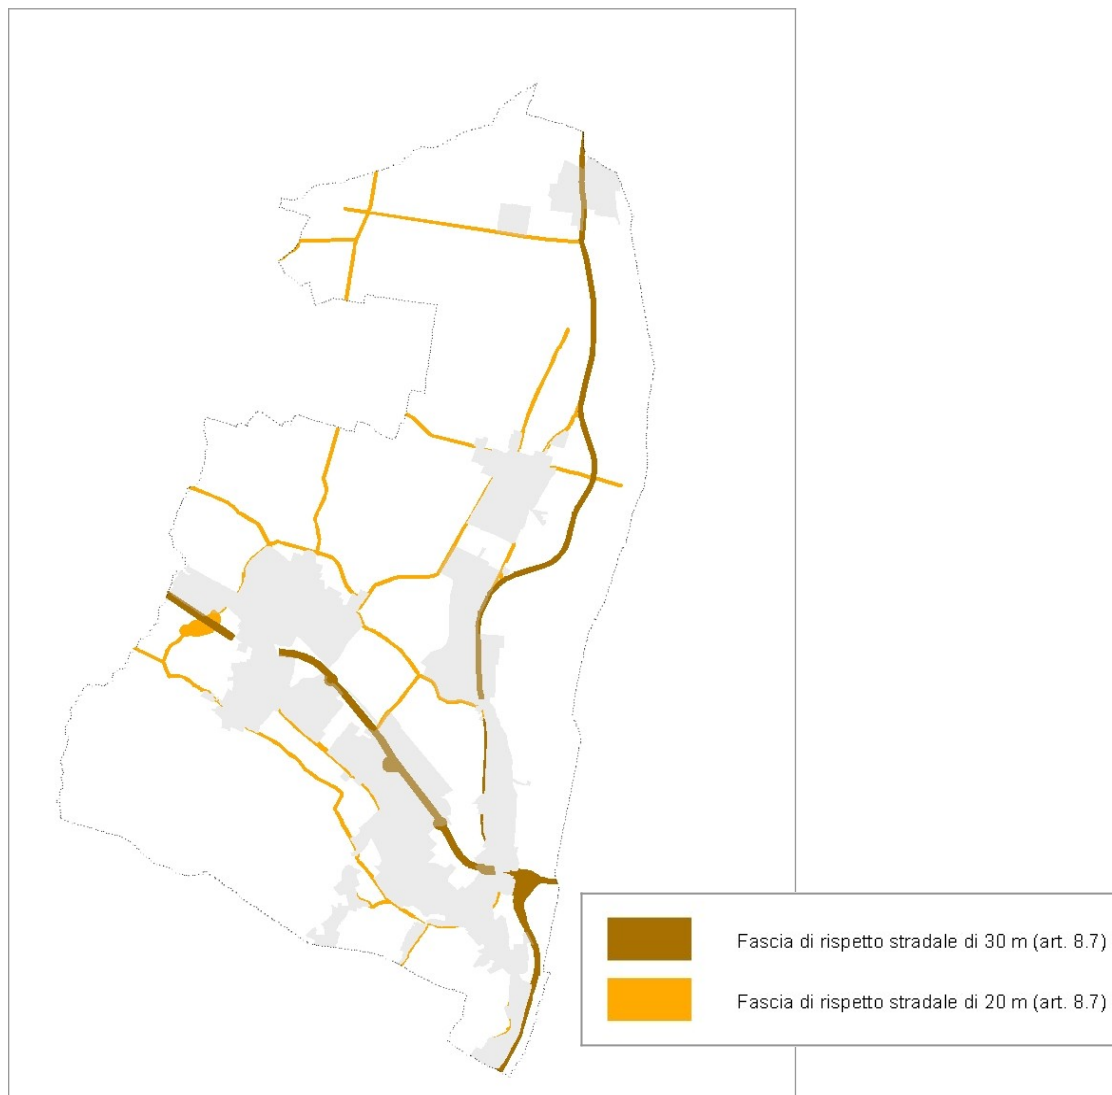 Fascia di rispetto stradale di 30 m (art. 8.7)
Fascia di rispetto stradale di 20 m (art. 8.7)